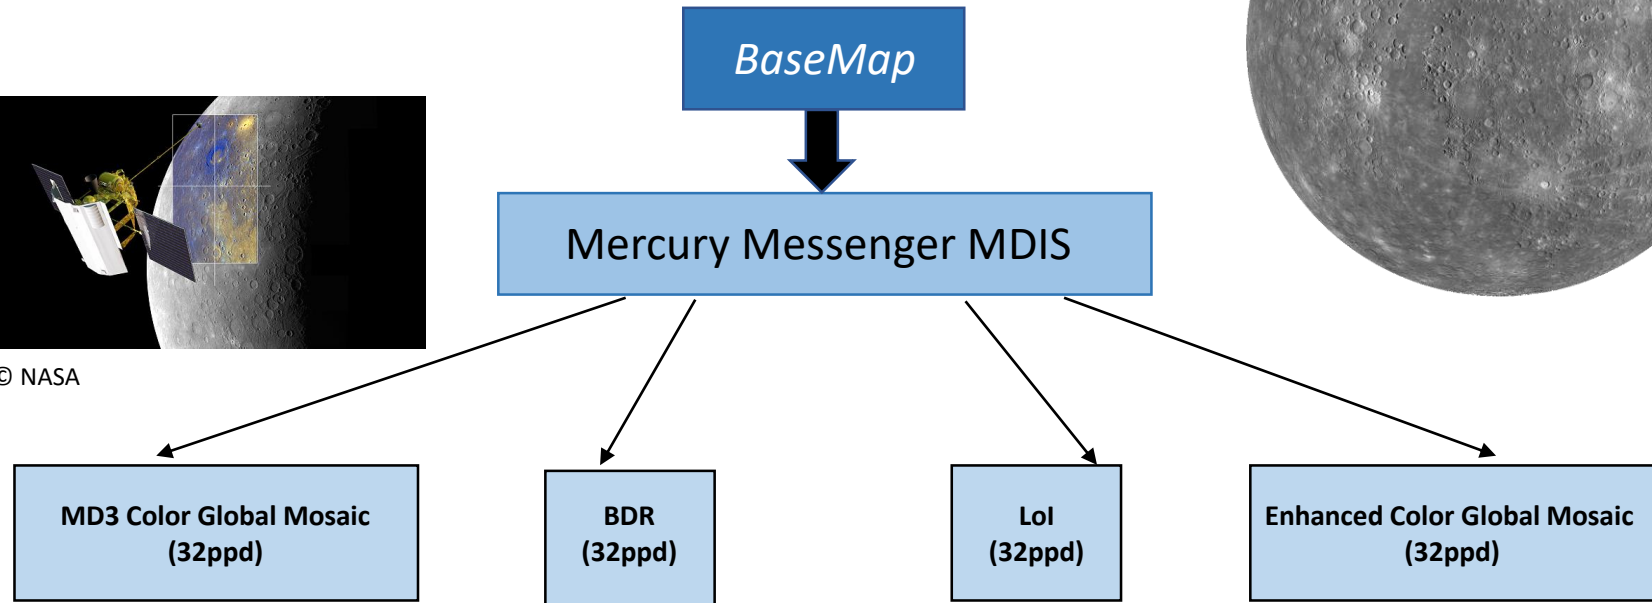 BaseMap
Mercury Messenger MDIS
© NASA
MD3 Color Global Mosaic
(32ppd)
BDR
(32ppd)
LoI
(32ppd)
Enhanced Color Global Mosaic
(32ppd)